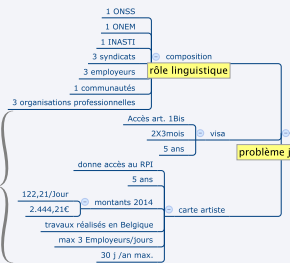 1 ONSS
1 ONEM
1 INASTI
3 syndicats
composition
rôle linguistique
3 employeurs
1 communautés
3 organisations professionnelles
Accès art. 1Bis
2X3mois
visa
5 ans
problème j
donne accès au RPI
5 ans
122,21/Jour
montants 2014
2.444,21€
carte artiste
travaux réalisés en Belgique
max 3 Employeurs/jours
30 j /an max.